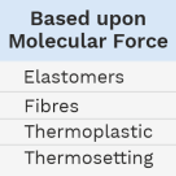 Based upon
Molecular Force
Elastomers
Fibres
Thermoplastic
Thermosetting